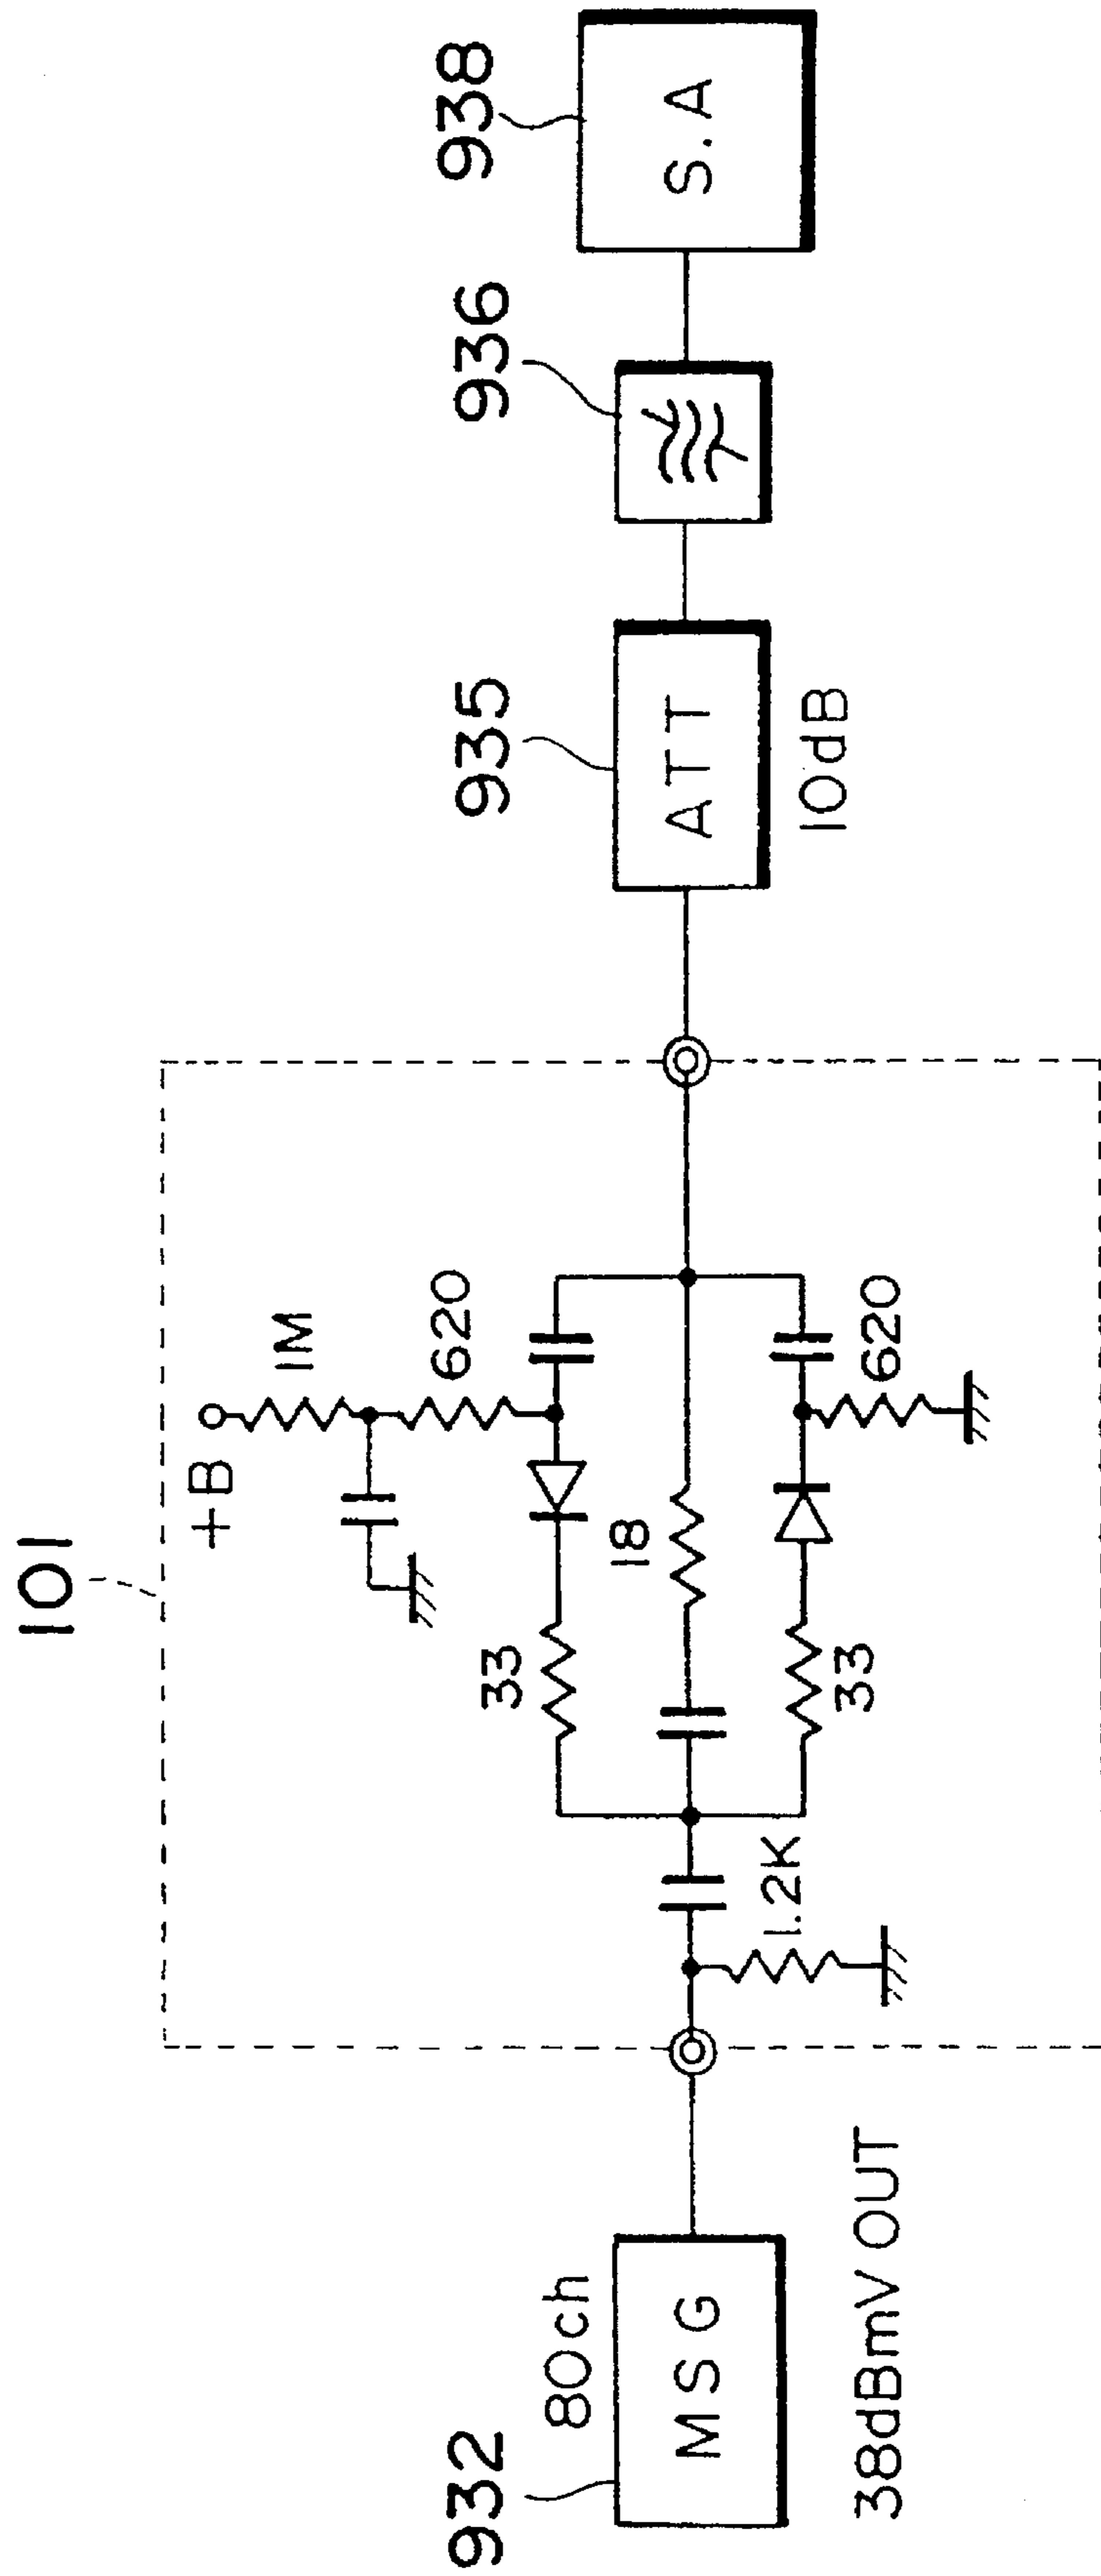 101
+B
1M
620
33
18
33
620
1.2K
932
80ch
MSG
38dBmV OUT
935
ATT
10dB
936
938
S.A